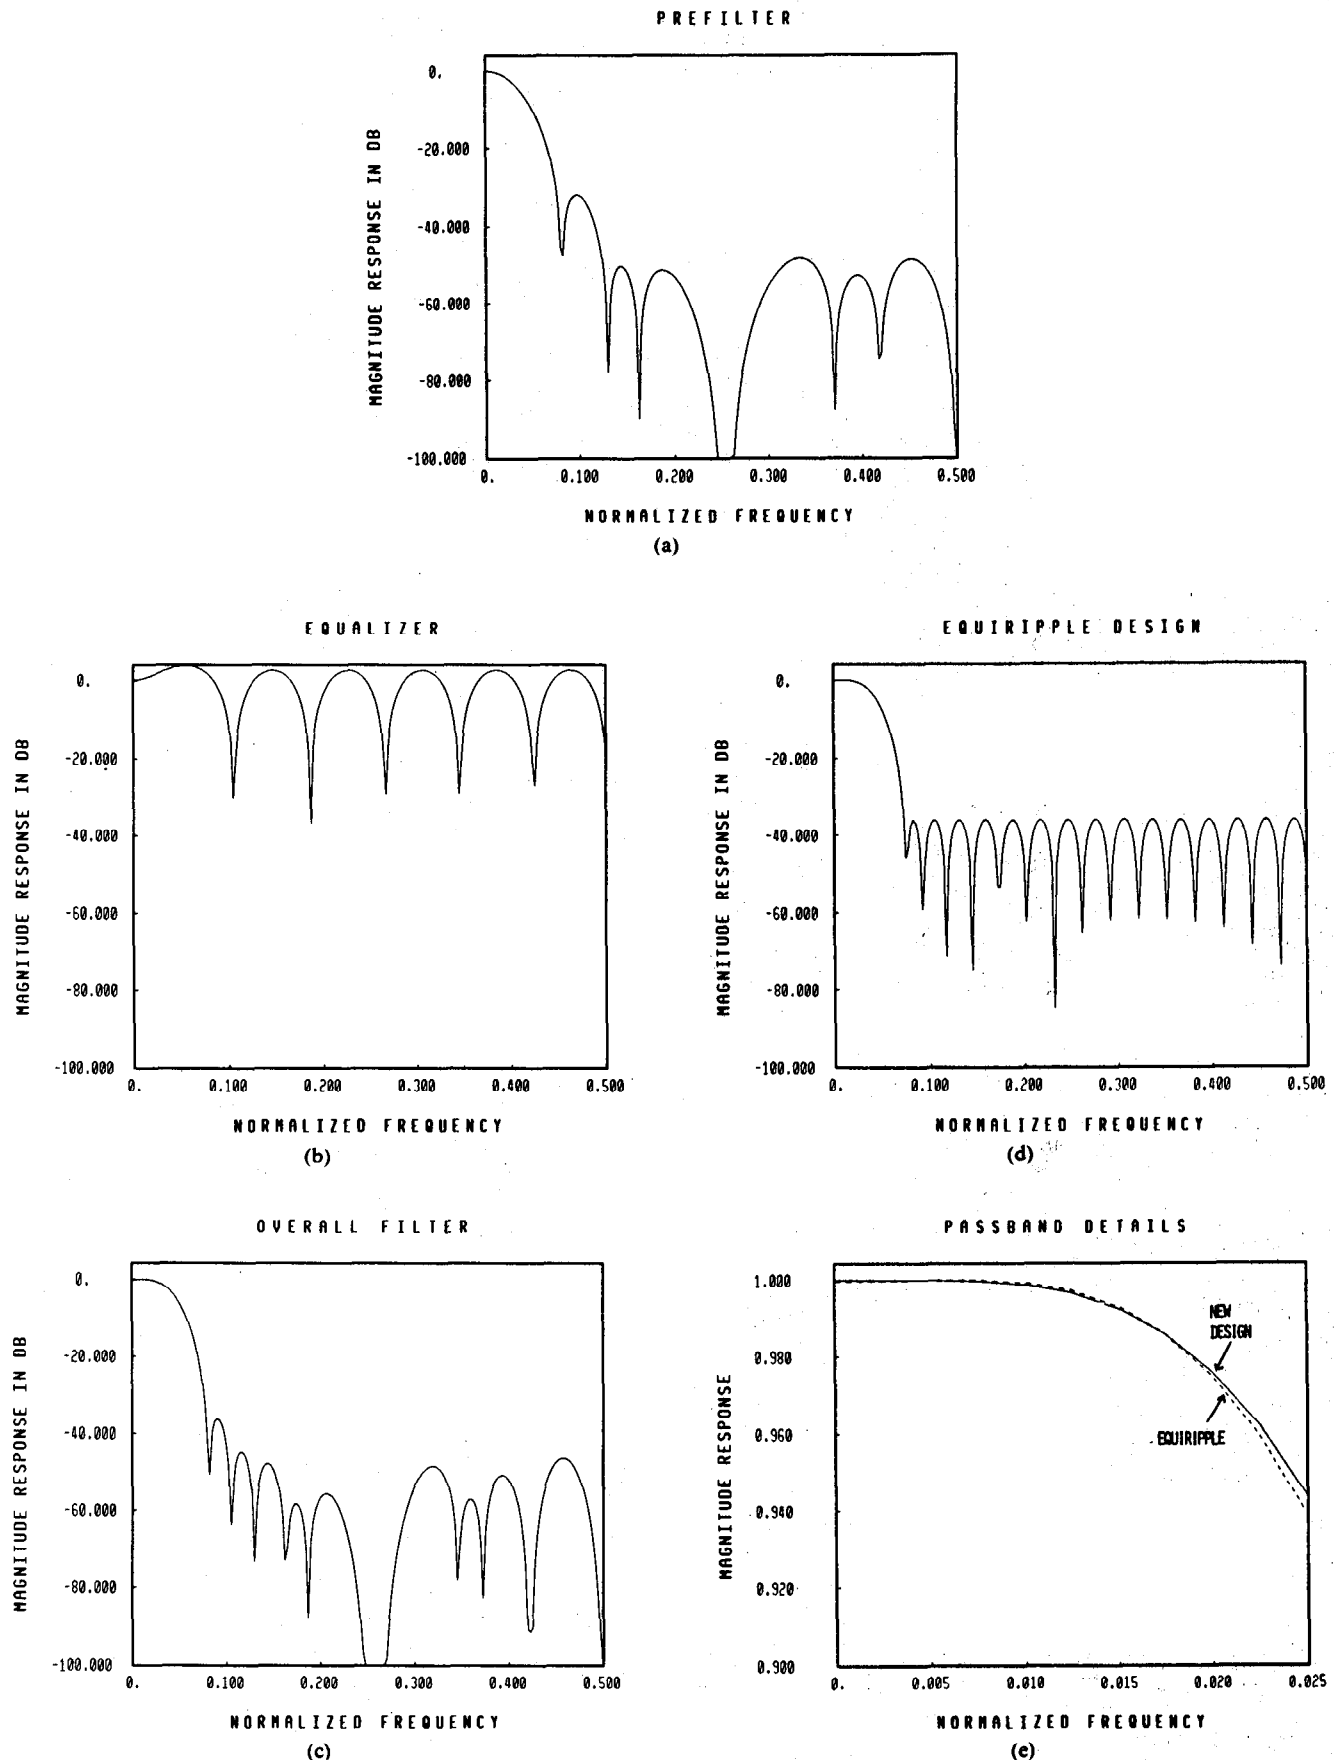 PREFILTER
MAGNITUDE RESPONSE IN DB
0.
-20.000
-40.000
-60.000
-80.000
-100.000
0. 0.100 0.200 0.300 0.400 0.500
NORMALIZED FREQUENCY
(a)
EQUALIZER
MAGNITUDE RESPONSE IN DB
0.
-20.000
-40.000
-60.000
-80.000
-100.000
0. 0.100 0.200 0.300 0.400 0.500
NORMALIZED FREQUENCY
(b)
EQUIRIPPLE DESIGN
MAGNITUDE RESPONSE IN DB
0.
-20.000
-40.000
-60.000
-80.000
-100.000
0. 0.100 0.200 0.300 0.400 0.500
NORMALIZED FREQUENCY
(d)
OVERALL FILTER
MAGNITUDE RESPONSE IN DB
0.
-20.000
-40.000
-60.000
-80.000
-100.000
0. 0.100 0.200 0.300 0.400 0.500
NORMALIZED FREQUENCY
(c)
PASSBAND DETAILS
MAGNITUDE RESPONSE
1.000
0.980
0.960
0.940
0.920
0.900
NEW
DESIGN
EQUIRIPPLE
0. 0.005 0.010 0.015 0.020 0.025
NORMALIZED FREQUENCY
(e)